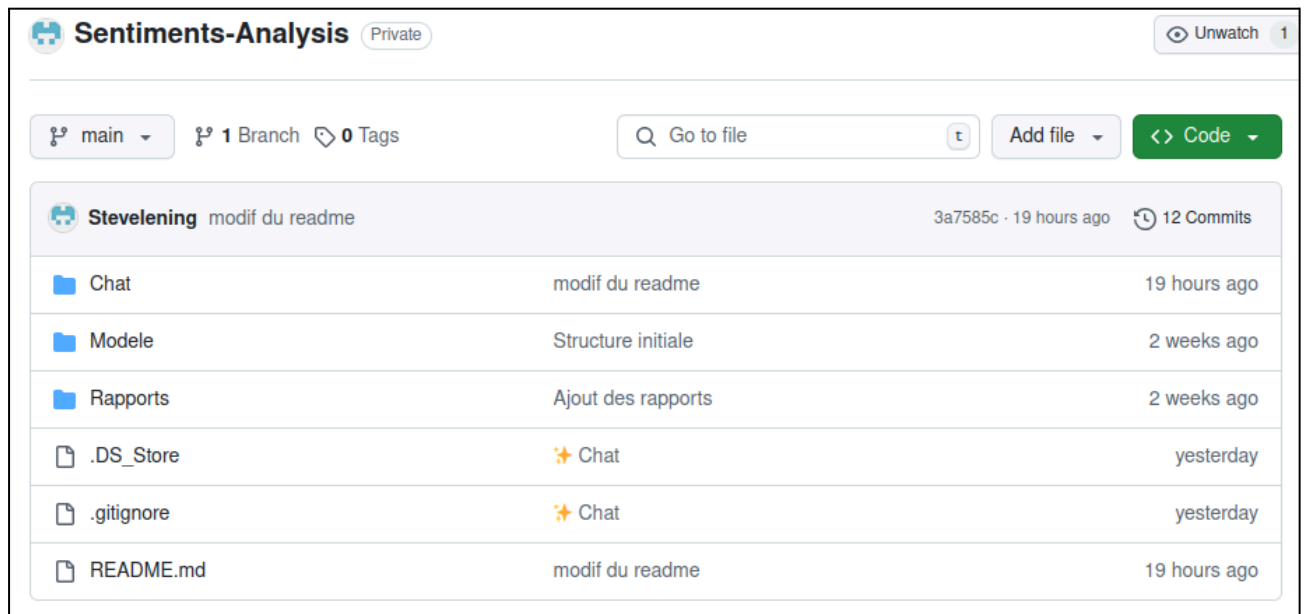 Sentiments-Analysis Private Unwatch 1
main 1 Branch 0 Tags Go to file t Add file <> Code
Stevelening modif du readme 3a7585c · 19 hours ago 12 Commits
Chat modif du readme 19 hours ago
Modele Structure initiale 2 weeks ago
Rapports Ajout des rapports 2 weeks ago
.DS_Store ✨ Chat yesterday
.gitignore ✨ Chat yesterday
README.md modif du readme 19 hours ago